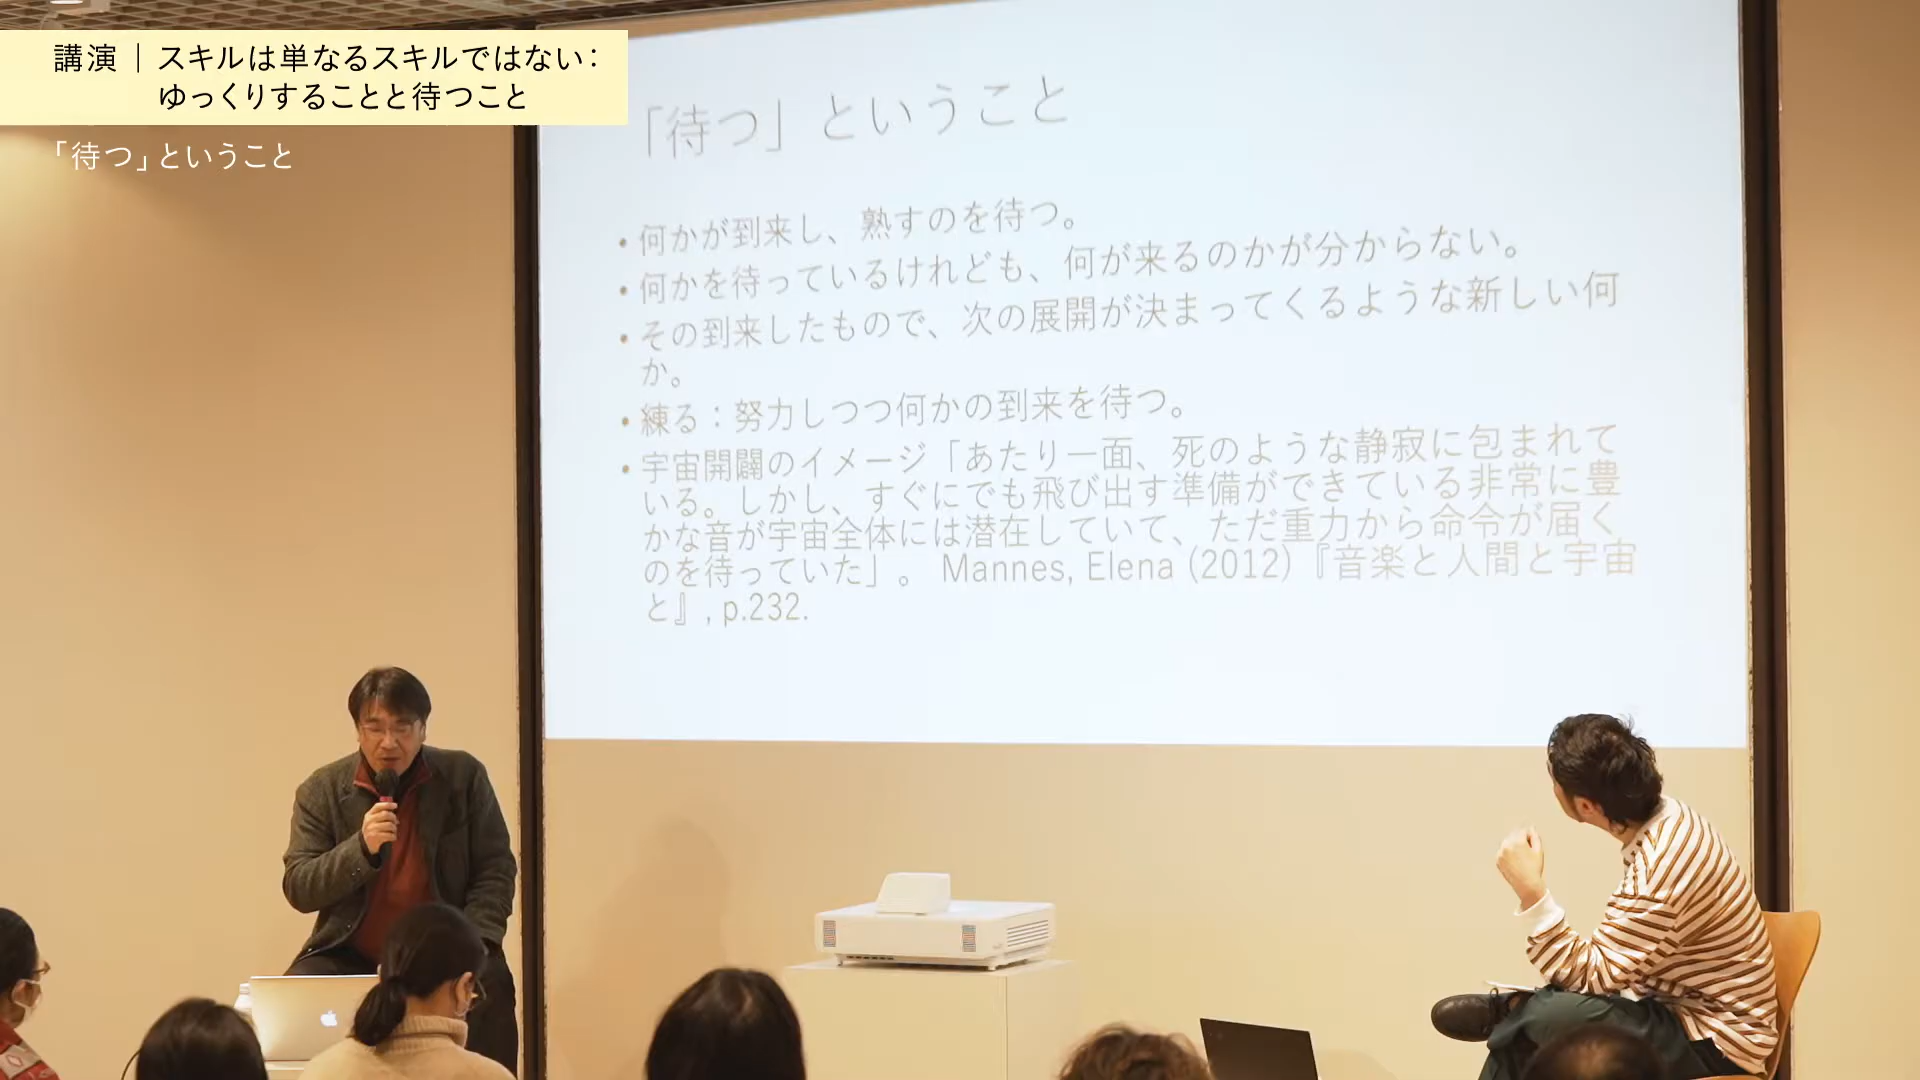 講演｜スキルは単なるスキルではない：
ゆっくりすることと待つこと
「待つ」ということ
「待つ」ということ
• 何かが到来し、熟すのを待つ。
• 何かを待っているけれども、何が来るのかが分からない。
• その到来したもので、次の展開が決まってくるような新しい何
か。
• 練る：努力しつつ何かの到来を待つ。
• 宇宙開闢のイメージ「あたり一面、死のような静寂に包まれて
いる。しかし、すぐにでも飛び出す準備ができている非常に豊
かな音が宇宙全体には潜在していて、ただ重力から命令が届く
のを待っていた」。 Mannes, Elena (2012)『音楽と人間と宇宙
と』, p.232.